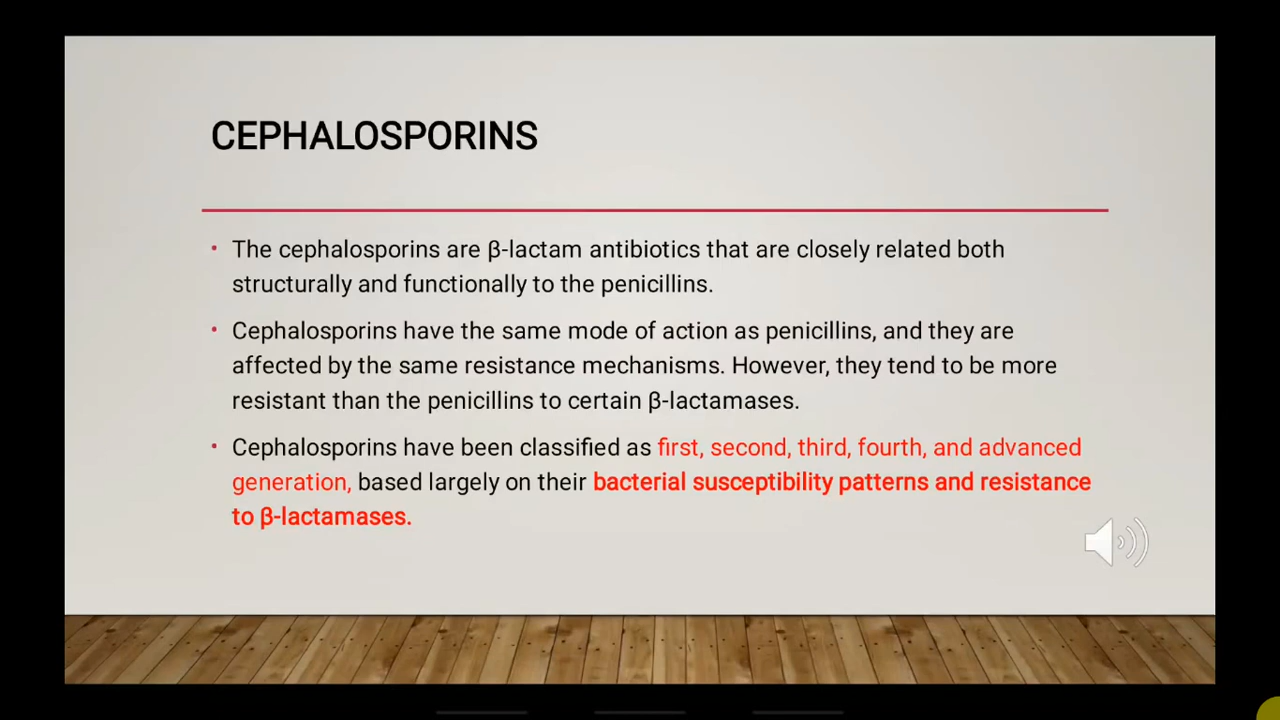 CEPHALOSPORINS
• The cephalosporins are β-lactam antibiotics that are closely related both
structurally and functionally to the penicillins.
• Cephalosporins have the same mode of action as penicillins, and they are
affected by the same resistance mechanisms. However, they tend to be more
resistant than the penicillins to certain β-lactamases.
• Cephalosporins have been classified as first, second, third, fourth, and advanced
generation, based largely on their bacterial susceptibility patterns and resistance
to β-lactamases.